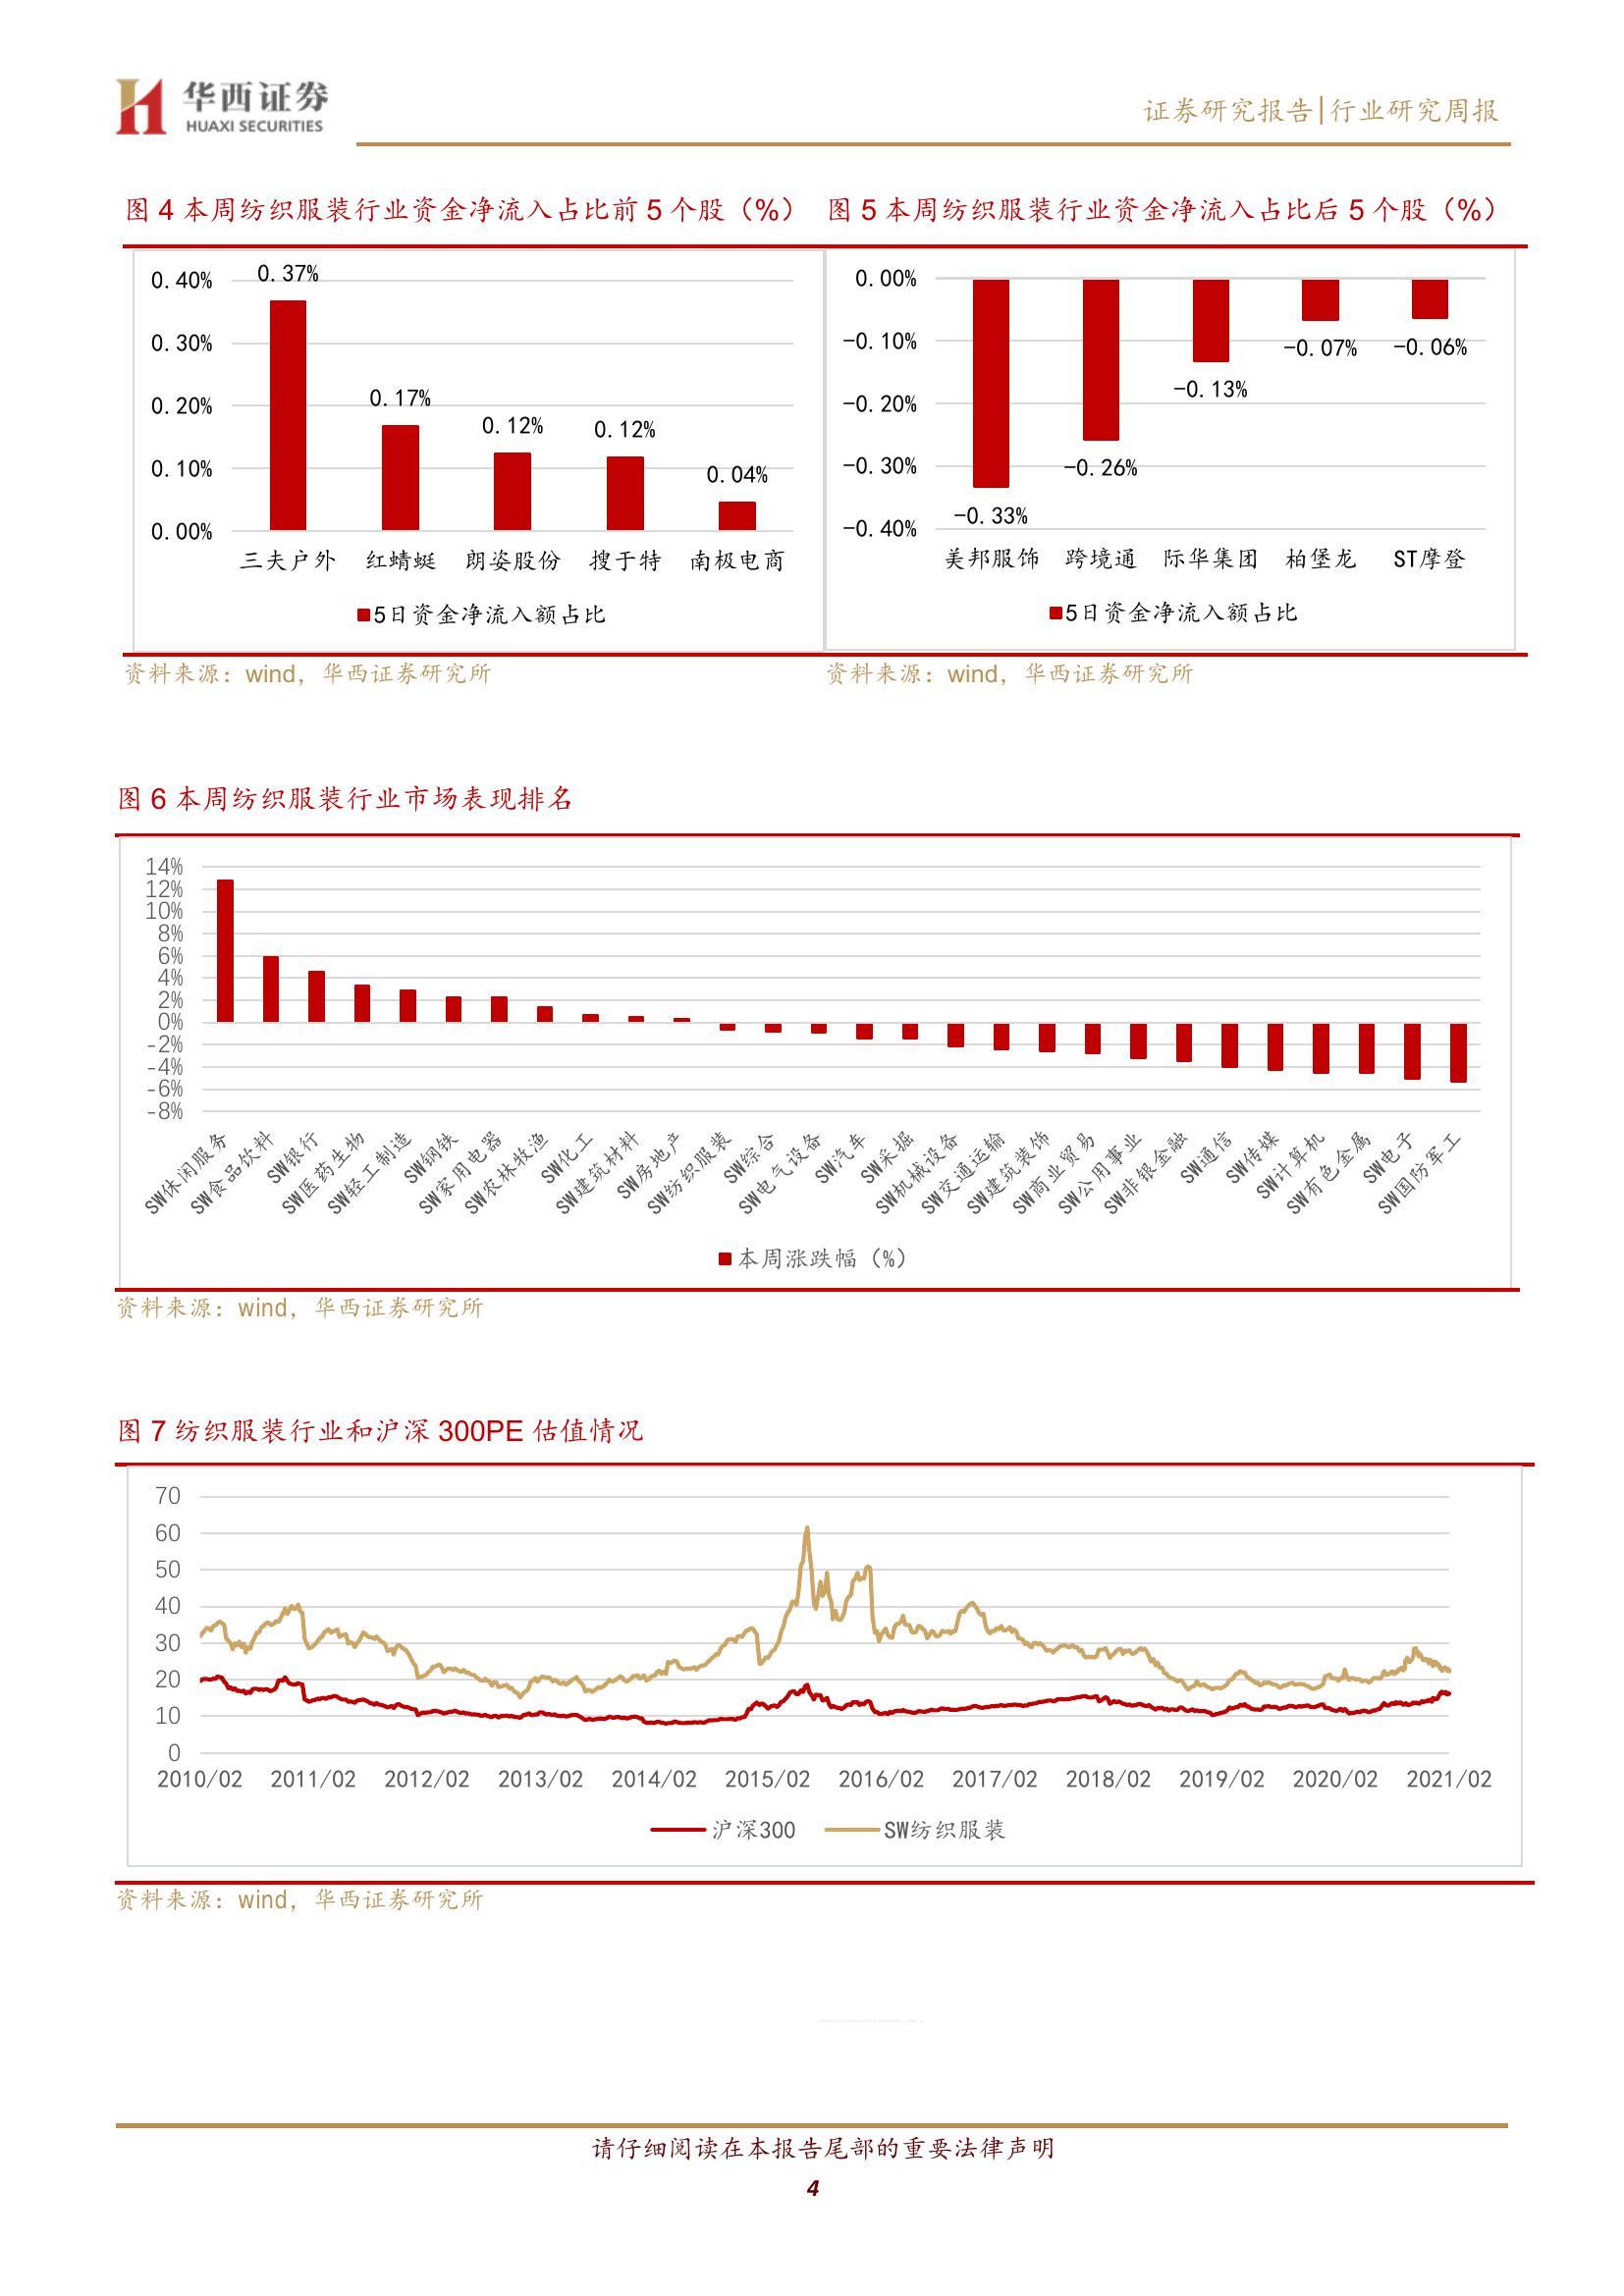 华西证券
HUAXI SECURITIES
证券研究报告|行业研究周报
图 4 本周纺织服装行业资金净流入占比前 5 个股（%）
0.40%
0.30%
0.20%
0.10%
0.00%
0.37%
0.17%
0.12%
0.12%
0.04%
三夫户外 红蜻蜓 朗姿股份 搜于特 南极电商
5日资金净流入额占比
资料来源：wind，华西证券研究所
图 5 本周纺织服装行业资金净流入占比后 5 个股（%）
0.00%
-0.10%
-0.20%
-0.30%
-0.40%
-0.33%
-0.26%
-0.13%
-0.07%
-0.06%
美邦服饰 跨境通 际华集团 柏堡龙 ST摩登
5日资金净流入额占比
资料来源：wind，华西证券研究所
图 6 本周纺织服装行业市场表现排名
14%
12%
10%
8%
6%
4%
2%
0%
-2%
-4%
-6%
-8%
SW休闲服务
SW食品饮料
SW银行
SW医药生物
SW轻工制造
SW钢铁
SW家用电器
SW农林牧渔
SW化工
SW建筑材料
SW房地产
SW纺织服装
SW综合
SW电气设备
SW汽车
SW采掘
SW机械设备
SW交通运输
SW建筑装饰
SW商业贸易
SW公用事业
SW非银金融
SW通信
SW传媒
SW计算机
SW有色金属
SW电子
SW国防军工
本周涨跌幅（%）
资料来源：wind，华西证券研究所
图 7 纺织服装行业和沪深 300PE 估值情况
70
60
50
40
30
20
10
0
2010/02 2011/02 2012/02 2013/02 2014/02 2015/02 2016/02 2017/02 2018/02 2019/02 2020/02 2021/02
沪深300 SW纺织服装
资料来源：wind，华西证券研究所
请仔细阅读在本报告尾部的重要法律声明
4